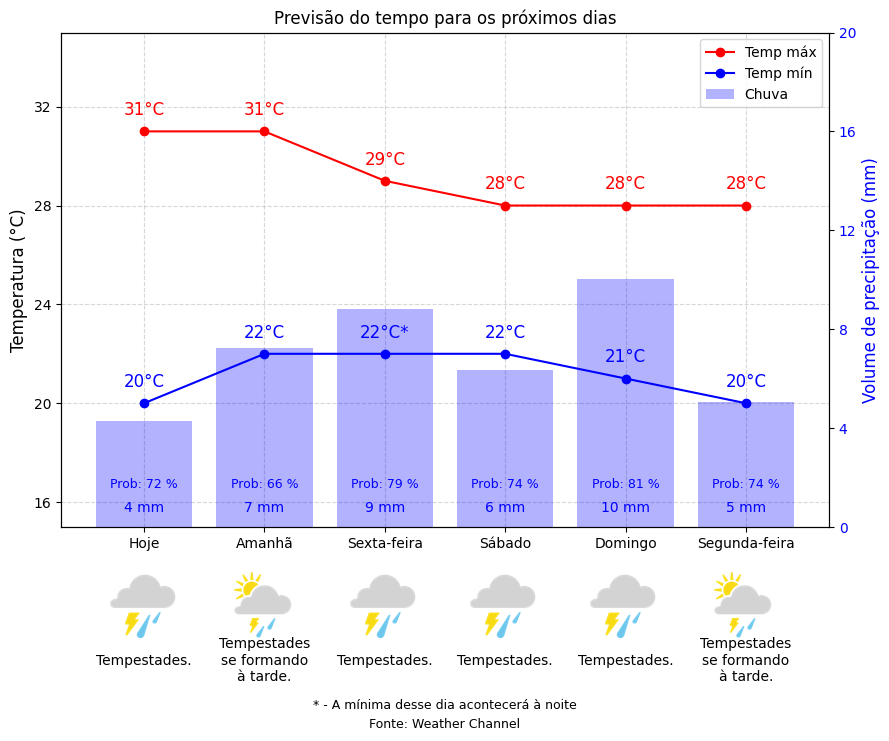 Previsão do tempo para os próximos dias
Temp máx
Temp mín
Chuva
Temperatura (°C)
Volume de precipitação (mm)
32
28
24
20
16
20
16
12
8
4
0
31°C
31°C
29°C
28°C
28°C
28°C
20°C
22°C
22°C*
22°C
21°C
20°C
Prob: 72 %
Prob: 66 %
Prob: 79 %
Prob: 74 %
Prob: 81 %
Prob: 74 %
4 mm
7 mm
9 mm
6 mm
10 mm
5 mm
Hoje
Amanhã
Sexta-feira
Sábado
Domingo
Segunda-feira
Tempestades.
Tempestades
se formando
à tarde.
Tempestades.
Tempestades.
Tempestades.
Tempestades
se formando
à tarde.
* - A mínima desse dia acontecerá à noite
Fonte: Weather Channel